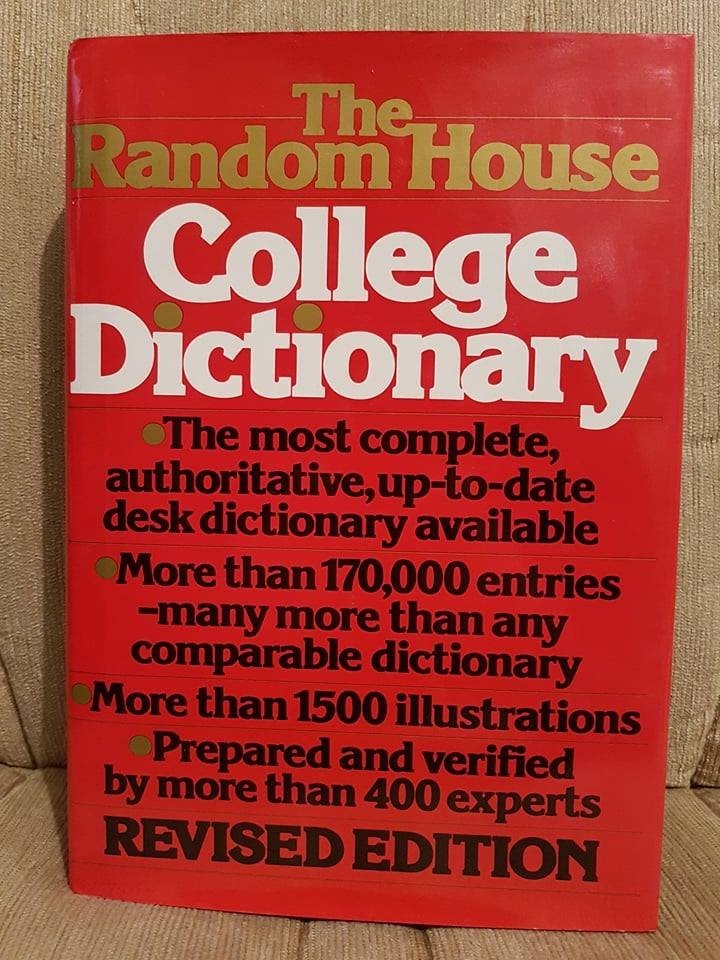 The
Random House
College
Dictionary
•The most complete,
authoritative,up-to-date
desk dictionary available
•More than 170,000 entries
–many more than any
comparable dictionary
•More than 1500 illustrations
•Prepared and verified
by more than 400 experts
REVISED EDITION